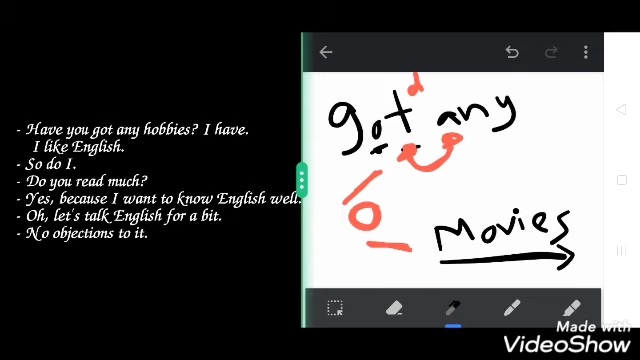 - Have you got any hobbies? I have.
I like English.
- So do I.
- Do you read much?
- Yes, because I want to know English well.
- Oh, let's talk English for a bit.
- No objections to it.
d
got any
O
Movies
Made with
VideoShow